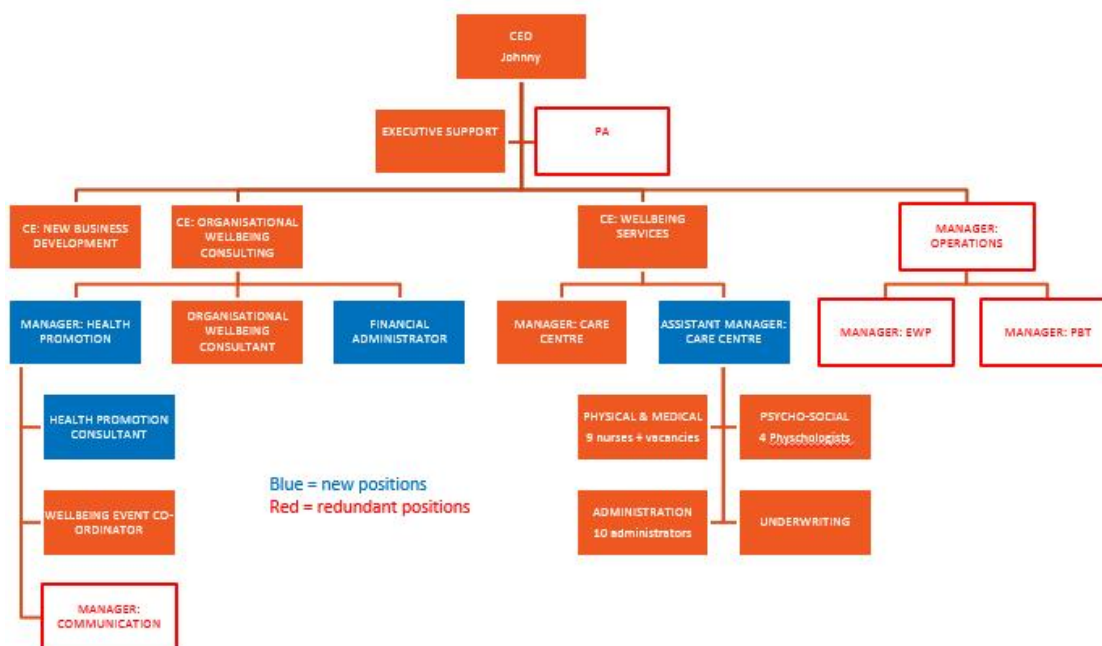 CED
Johnny
EXECUTIVE SUPPORT
PA
CE: NEW BUSINESS
DEVELOPMENT
CE: ORGANISATIONAL
WELLBEING
CONSULTING
CE: WELLBEING
SERVICES
MANAGER:
OPERATIONS
MANAGER: HEALTH
PROMOTION
ORGANISATIONAL
WELLBEING
CONSULTANT
FINANCIAL
ADMINISTRATOR
MANAGER: CARE
CENTRE
ASSISTANT MANAGER:
CARE CENTRE
MANAGER: EWP
MANAGER: PBT
HEALTH PROMOTION
CONSULTANT
PHYSICAL & MEDICAL
9 nurses + vacancies
PSYCHO-SOCIAL
4 Physchologists
Blue = new positions
Red = redundant positions
WELLBEING EVENT CO-
ORDINATOR
ADMINISTRATION
10 administrators
UNDERWRITING
MANAGER:
COMMUNICATION